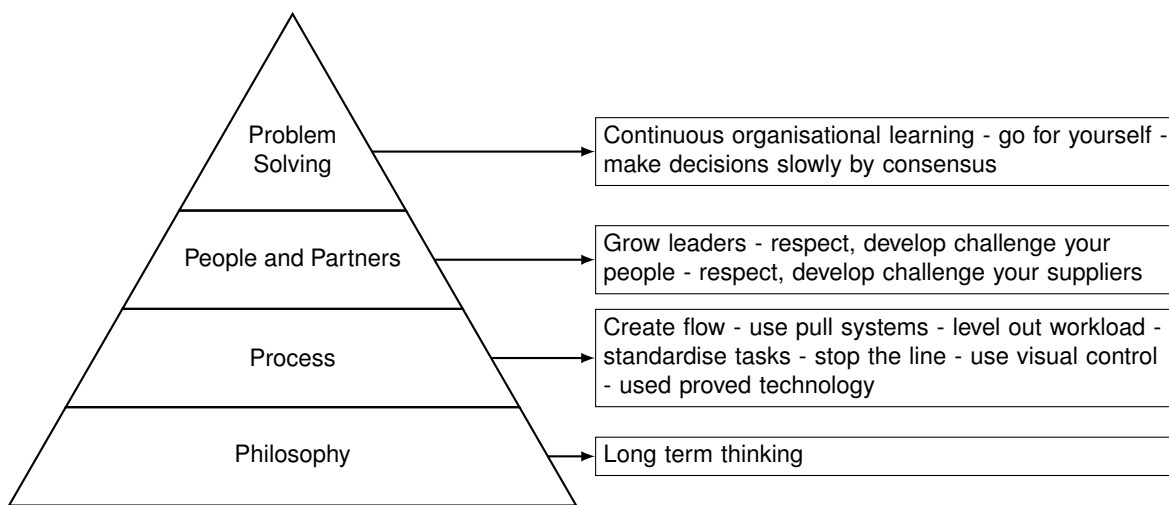 Problem
Solving
Continuous organisational learning - go for yourself -
make decisions slowly by consensus
People and Partners
Grow leaders - respect, develop challenge your
people - respect, develop challenge your suppliers
Process
Create flow - use pull systems - level out workload -
standardise tasks - stop the line - use visual control
- used proved technology
Philosophy
Long term thinking